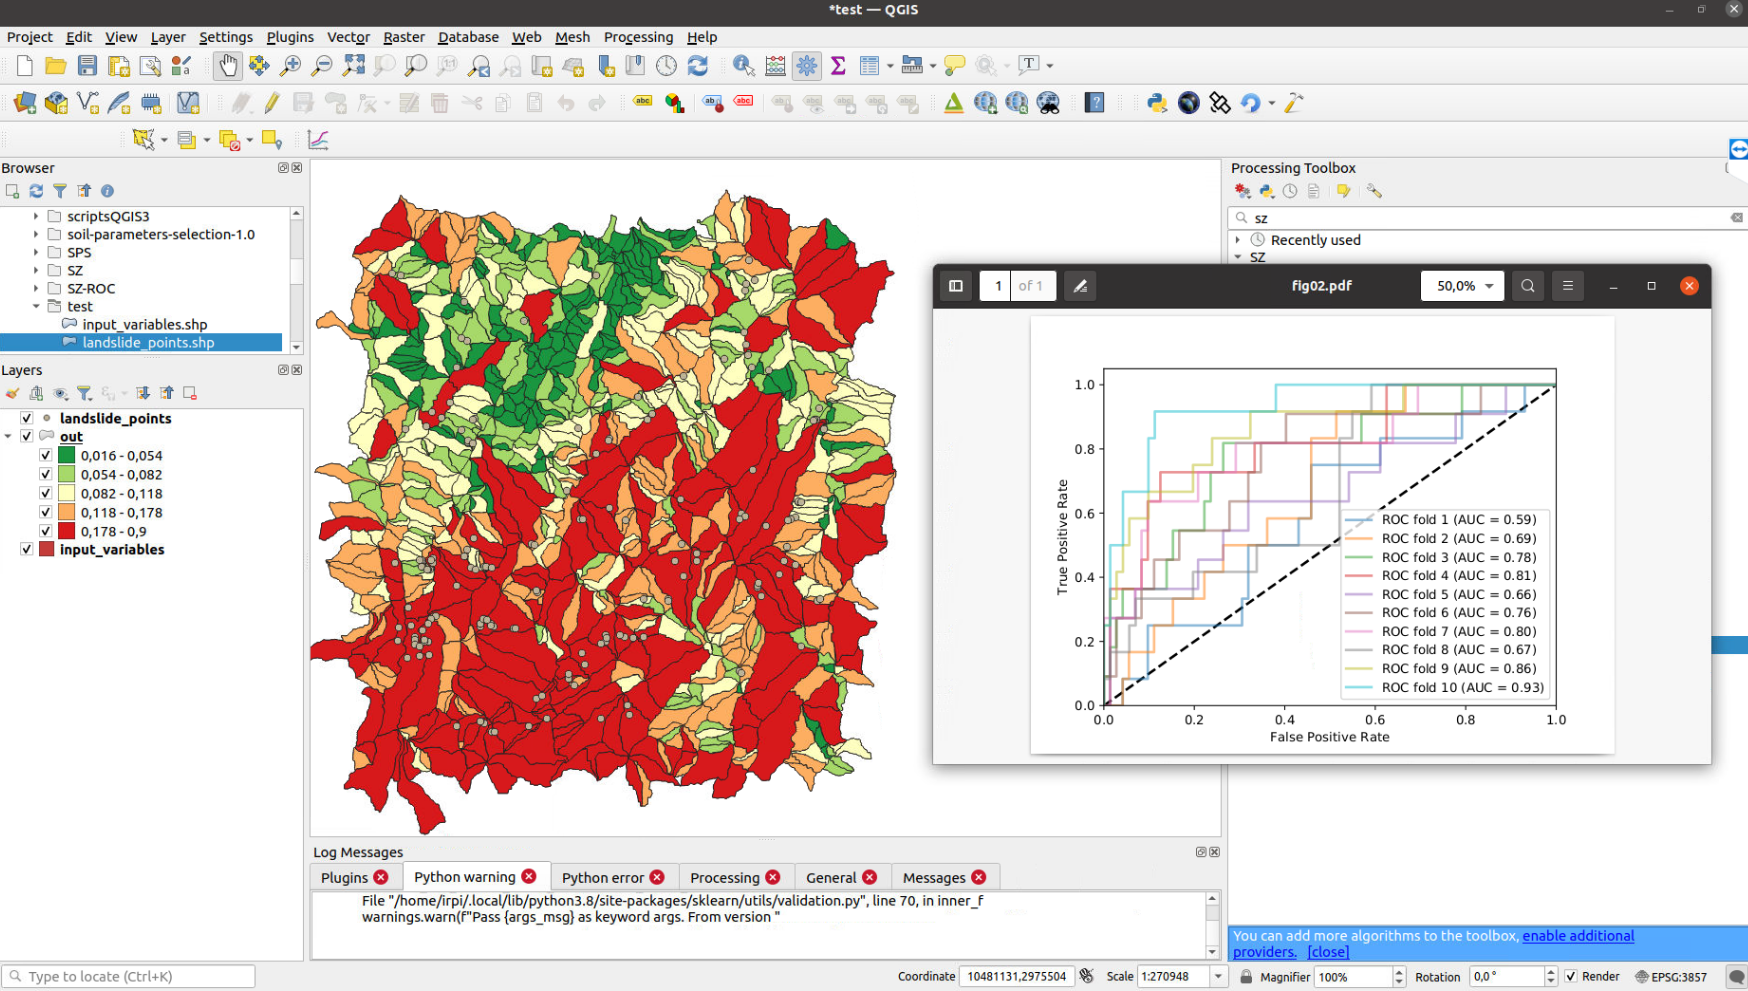 *test — QGIS
Project Edit View Layer Settings Plugins Vector Raster Database Web Mesh Processing Help
Browser
scriptsQGIS3
soil-parameters-selection-1.0
SPS
SZ
SZ-ROC
test
input_variables.shp
landslide_points.shp
Layers
landslide_points
out
0,016 - 0,054
0,054 - 0,082
0,082 - 0,118
0,118 - 0,178
0,178 - 0,9
input_variables
Processing Toolbox
sz
Recently used
SZ
1 of 1
fig02.pdf
50,0%
1.0
0.8
0.6
0.4
0.2
0.0
True Positive Rate
0.0 0.2 0.4 0.6 0.8 1.0
False Positive Rate
ROC fold 1 (AUC = 0.59)
ROC fold 2 (AUC = 0.69)
ROC fold 3 (AUC = 0.78)
ROC fold 4 (AUC = 0.81)
ROC fold 5 (AUC = 0.66)
ROC fold 6 (AUC = 0.76)
ROC fold 7 (AUC = 0.80)
ROC fold 8 (AUC = 0.67)
ROC fold 9 (AUC = 0.86)
ROC fold 10 (AUC = 0.93)
Log Messages
Plugins Python warning Python error Processing General Messages
File "/home/irpi/.local/lib/python3.8/site-packages/sklearn/utils/validation.py", line 70, in inner_f
warnings.warn(f"Pass {args_msg} as keyword args. From version "
You can add more algorithms to the toolbox, enable additional
providers. [close]
Type to locate (Ctrl+K)
Coordinate 10481131,2975504 Scale 1:270948 Magnifier 100% Rotation 0,0 ° Render EPSG:3857